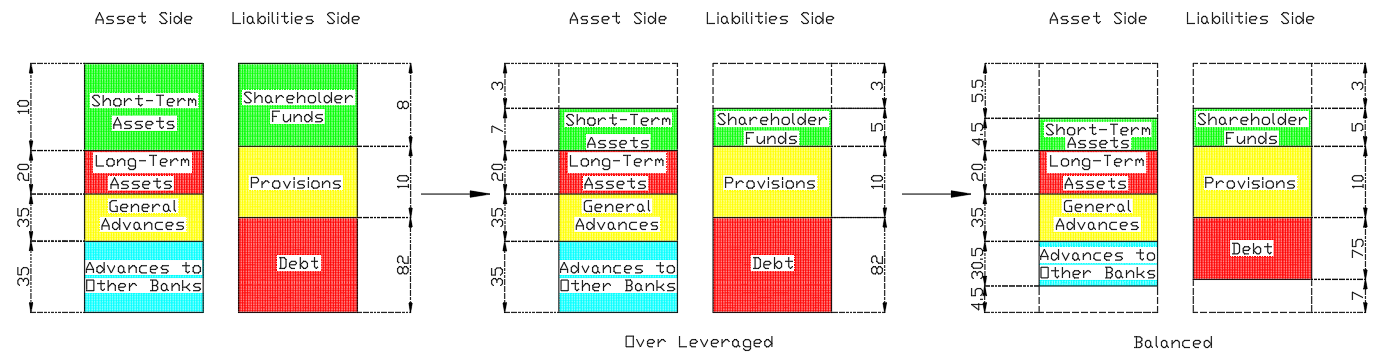 Asset Side
Liabilities Side
Asset Side
Liabilities Side
Asset Side
Liabilities Side
10
20
35
35
Short-Term
Assets
Long-Term
Assets
General
Advances
Advances to
Other Banks
Shareholder
Funds
Provisions
Debt
8
10
82
3
7
20
35
35
Short-Term
Assets
Long-Term
Assets
General
Advances
Advances to
Other Banks
Shareholder
Funds
Provisions
Debt
3
5
10
82
Over Leveraged
5.5
4.5
20
35
30.5
4.5
Short-Term
Assets
Long-Term
Assets
General
Advances
Advances to
Other Banks
Shareholder
Funds
Provisions
Debt
3
5
10
75
7
Balanced